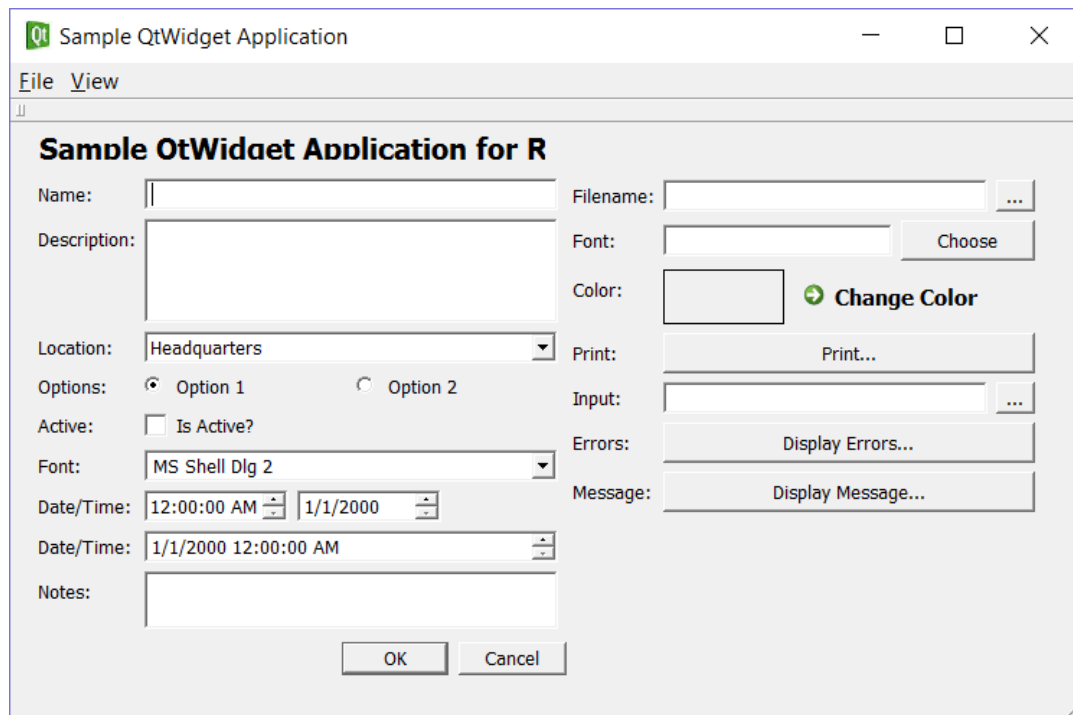 Qt Sample QtWidget Application
File View
Sample QtWidget Application for R
Name:
Description:
Location: Headquarters
Options: Option 1 Option 2
Active: Is Active?
Font: MS Shell Dlg 2
Date/Time: 12:00:00 AM 1/1/2000
Date/Time: 1/1/2000 12:00:00 AM
Notes:
OK Cancel
Filename: ...
Font: Choose
Color: Change Color
Print: Print...
Input: ...
Errors: Display Errors...
Message: Display Message...